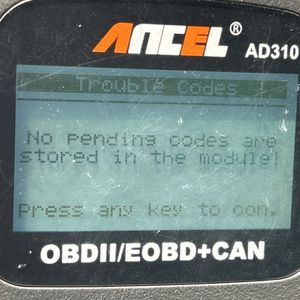 ANCEL®
AD310
Trouble Codes
No pending codes are
stored in the module!
Press any key to con.
OBDII/EOBD+CAN